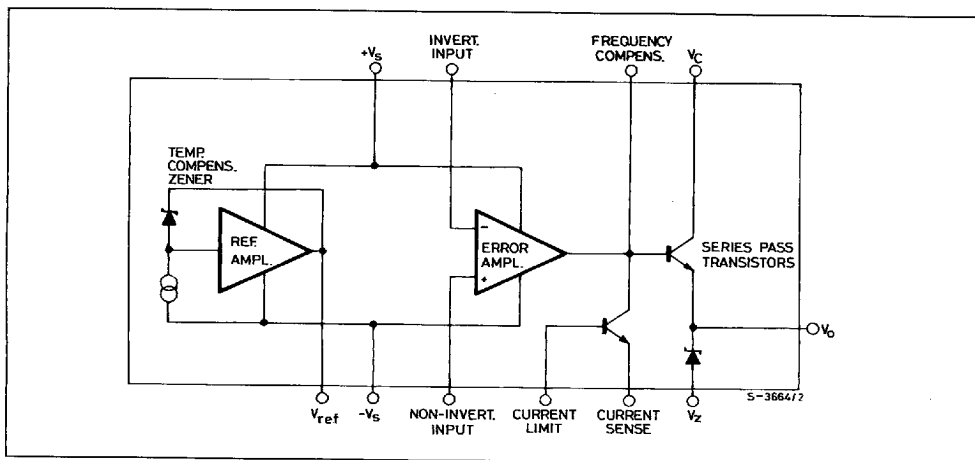 +VS
INVERT.
INPUT
FREQUENCY
COMPENS.
VC
TEMP.
COMPENS.
ZENER
REF.
AMPL.
−
ERROR
AMPL.
+
SERIES PASS
TRANSISTORS
VO
S-3664/2
Vref
-VS
NON-INVERT.
INPUT
CURRENT
LIMIT
CURRENT
SENSE
VZ